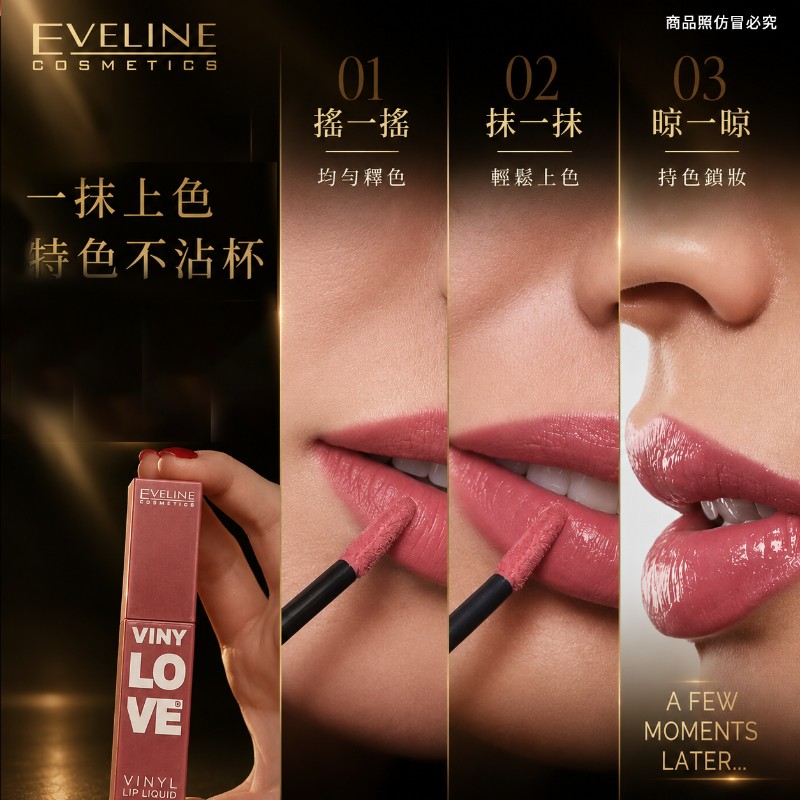 EVELINE
COSMETICS
商品照仿冒必究
一抹上色
特色不沾杯
01
搖一搖
均勻釋色
02
抹一抹
輕鬆上色
03
晾一晾
持色鎖妝
EVELINE
COSMETICS
VINY
LO
VE
VINYL
LIP LIQUID
A FEW
MOMENTS
LATER...